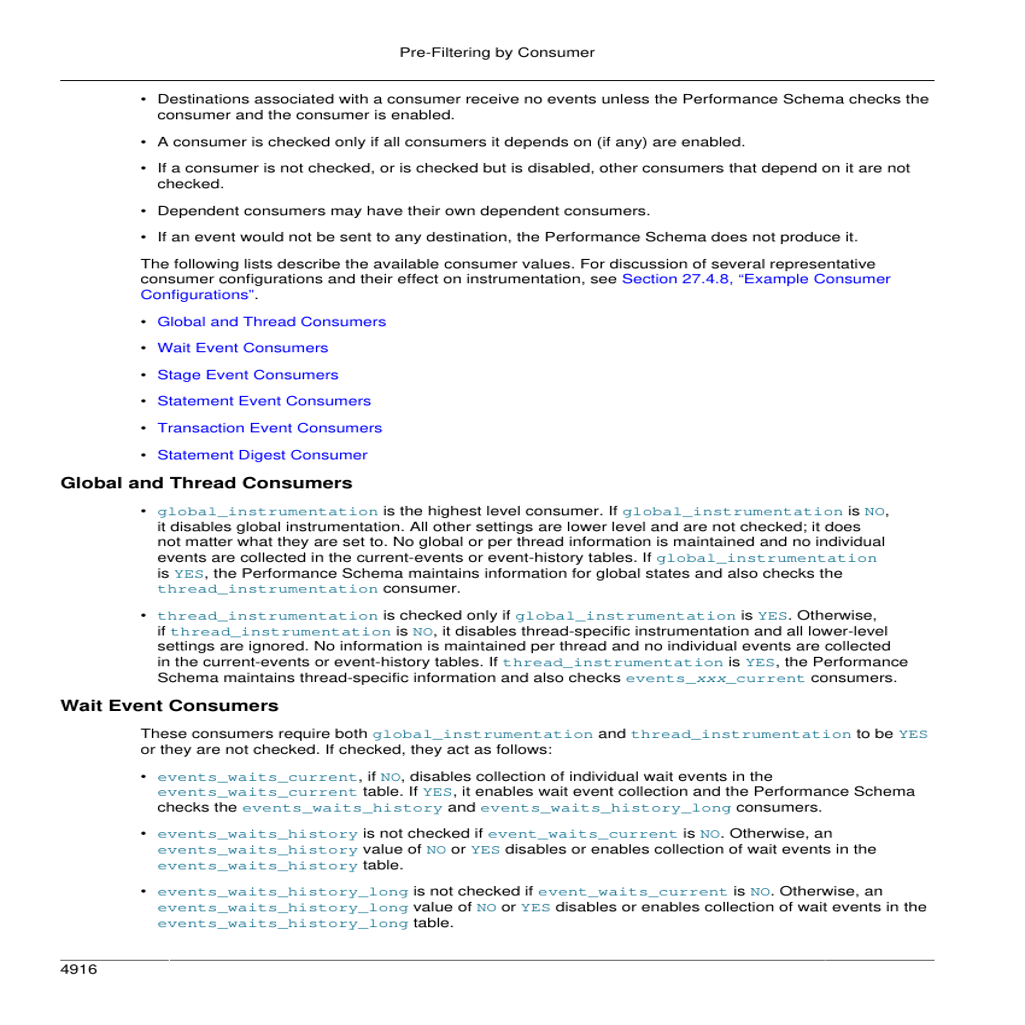 Pre-Filtering by Consumer
• Destinations associated with a consumer receive no events unless the Performance Schema checks the
consumer and the consumer is enabled.
• A consumer is checked only if all consumers it depends on (if any) are enabled.
• If a consumer is not checked, or is checked but is disabled, other consumers that depend on it are not
checked.
• Dependent consumers may have their own dependent consumers.
• If an event would not be sent to any destination, the Performance Schema does not produce it.
The following lists describe the available consumer values. For discussion of several representative
consumer configurations and their effect on instrumentation, see Section 27.4.8, “Example Consumer
Configurations”.
• Global and Thread Consumers
• Wait Event Consumers
• Stage Event Consumers
• Statement Event Consumers
• Transaction Event Consumers
• Statement Digest Consumer
Global and Thread Consumers
• global_instrumentation is the highest level consumer. If global_instrumentation is NO,
it disables global instrumentation. All other settings are lower level and are not checked; it does
not matter what they are set to. No global or per thread information is maintained and no individual
events are collected in the current-events or event-history tables. If global_instrumentation
is YES, the Performance Schema maintains information for global states and also checks the
thread_instrumentation consumer.
• thread_instrumentation is checked only if global_instrumentation is YES. Otherwise,
if thread_instrumentation is NO, it disables thread-specific instrumentation and all lower-level
settings are ignored. No information is maintained per thread and no individual events are collected
in the current-events or event-history tables. If thread_instrumentation is YES, the Performance
Schema maintains thread-specific information and also checks events_xxx_current consumers.
Wait Event Consumers
These consumers require both global_instrumentation and thread_instrumentation to be YES
or they are not checked. If checked, they act as follows:
• events_waits_current, if NO, disables collection of individual wait events in the
events_waits_current table. If YES, it enables wait event collection and the Performance Schema
checks the events_waits_history and events_waits_history_long consumers.
• events_waits_history is not checked if event_waits_current is NO. Otherwise, an
events_waits_history value of NO or YES disables or enables collection of wait events in the
events_waits_history table.
• events_waits_history_long is not checked if event_waits_current is NO. Otherwise, an
events_waits_history_long value of NO or YES disables or enables collection of wait events in the
events_waits_history_long table.
4916